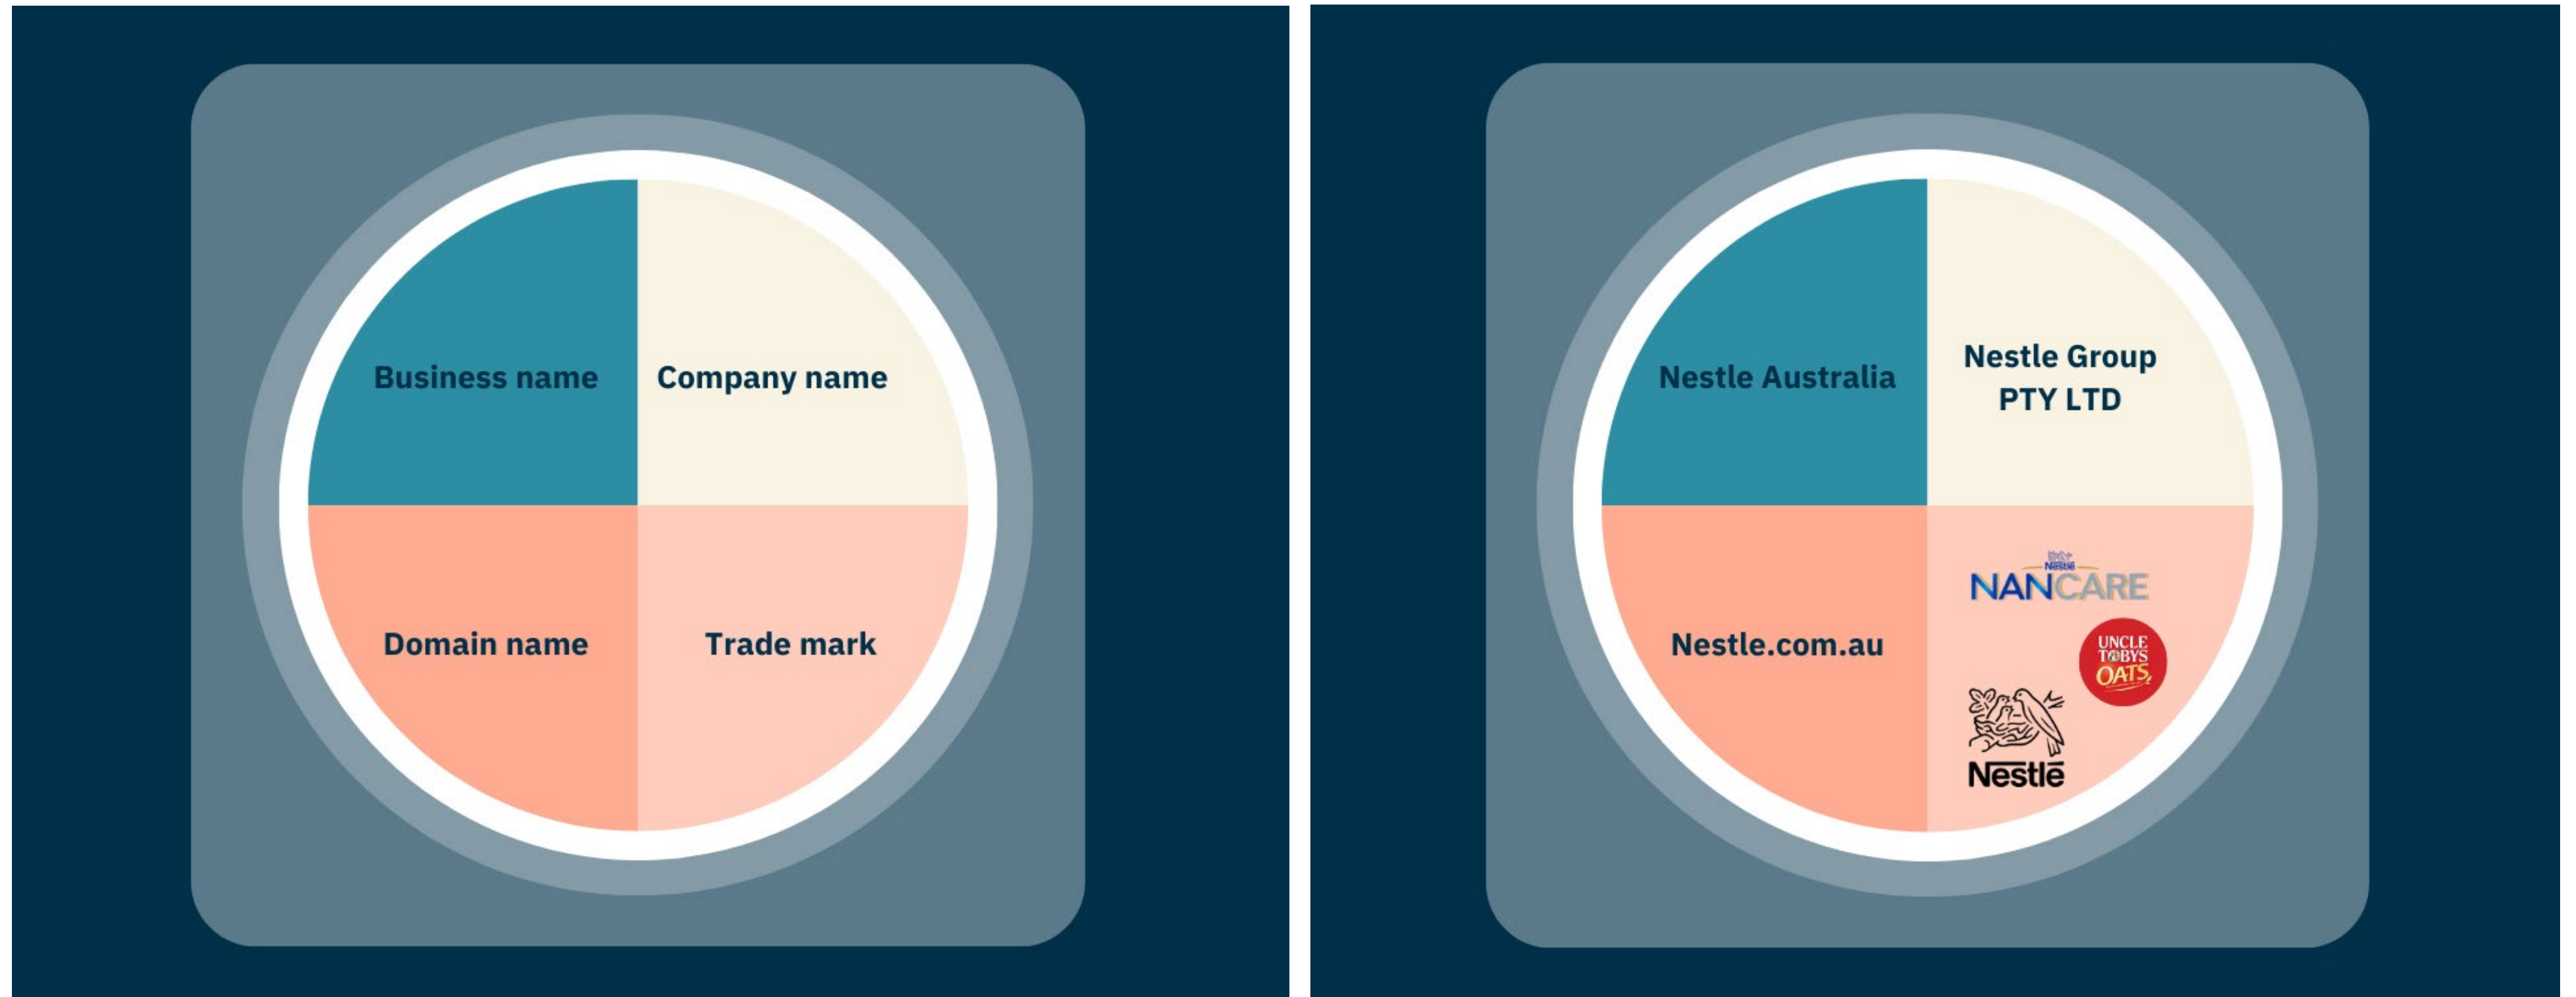 Business name
Company name
Domain name
Trade mark
Nestle Australia
Nestle Group
PTY LTD
Nestle.com.au
Nestlé
NANCARE
UNCLE
TOBYS
OATS
Nestlé